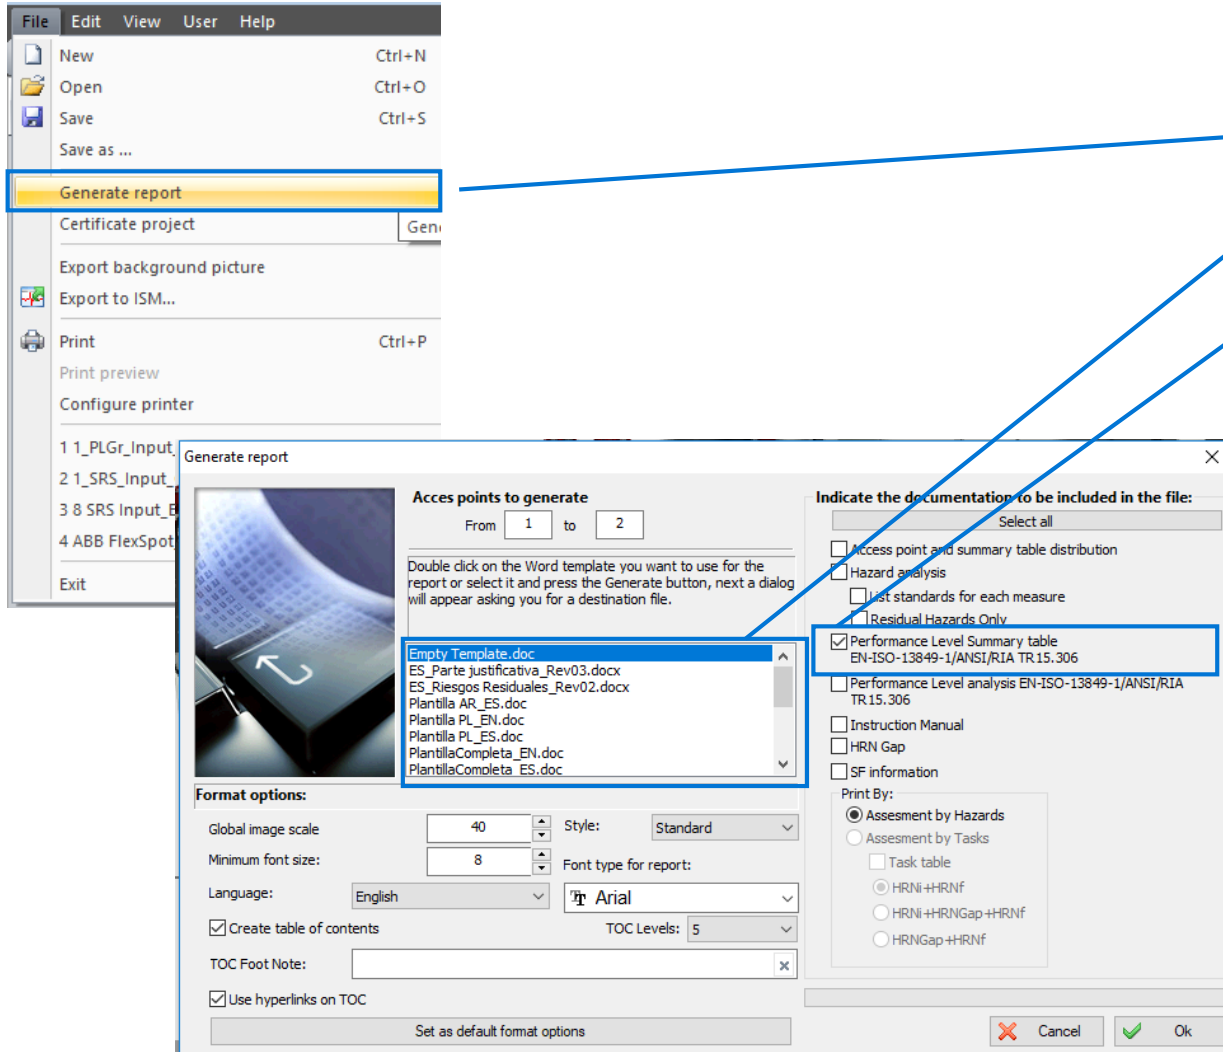 File Edit View User Help
New Ctrl+N
Open Ctrl+O
Save Ctrl+S
Save as ...
Generate report
Certificate project
Export background picture
Export to ISM...
Print Ctrl+P
Print preview
Configure printer
1 1_PLGr_Input_
2 1_SRS_Input_
3 8 SRS Input_E
4 ABB FlexSpot_
Exit
Generate report
Acces points to generate
From 1 to 2
Double click on the Word template you want to use for the
report or select it and press the Generate button, next a dialog
will appear asking you for a destination file.
Empty Template.doc
ES_Parte justificativa_Rev03.docx
ES_Riesgos Residuales_Rev02.docx
Plantilla AR_ES.doc
Plantilla PL_EN.doc
Plantilla PL_ES.doc
PlantillaCompleta_EN.doc
PlantillaCompleta_ES.doc
Format options:
Global image scale 40 Style: Standard
Minimum font size: 8 Font type for report:
Language: English Arial
Create table of contents TOC Levels: 5
TOC Foot Note:
Use hyperlinks on TOC
Set as default format options
Indicate the documentation to be included in the file:
Select all
Access point and summary table distribution
Hazard analysis
List standards for each measure
Residual Hazards Only
Performance Level Summary table
EN-ISO-13849-1/ANSI/RIA TR15.306
Performance Level analysis EN-ISO-13849-1/ANSI/RIA
TR15.306
Instruction Manual
HRN Gap
SF information
Print By:
Assesment by Hazards
Assesment by Tasks
Task table
HRNi+HRNf
HRNi+HRNGap+HRNf
HRNGap+HRNf
Cancel Ok